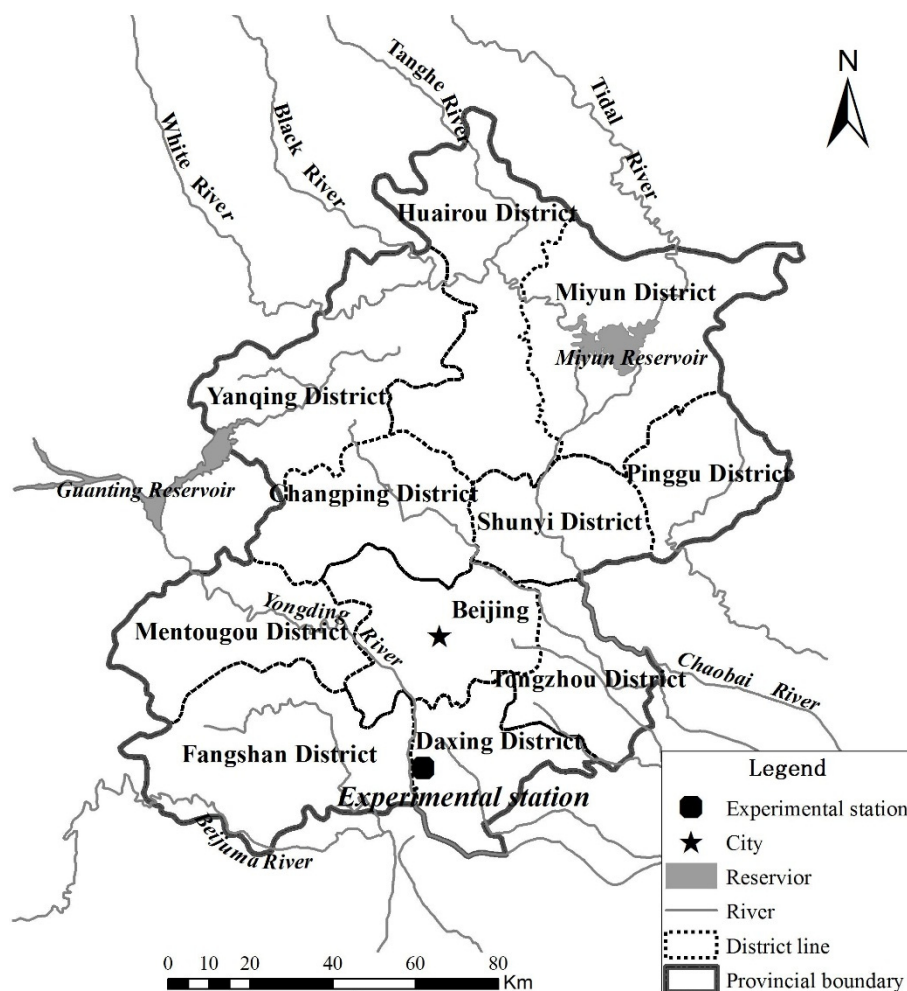 N
White River
Black River
Tanghe River
Tidal River
Huairou District
Miyun District
Miyun Reservoir
Yanqing District
Guanting Reservoir
Changping District
Pinggu District
Shunyi District
Yongding River
Beijing
Mentougou District
Tongzhou District
Chaobai River
Fangshan District
Daxing District
Experimental station
Beijuma River
Legend
Experimental station
City
Reservior
River
District line
Provincial boundary
0 10 20 40 60 80
Km